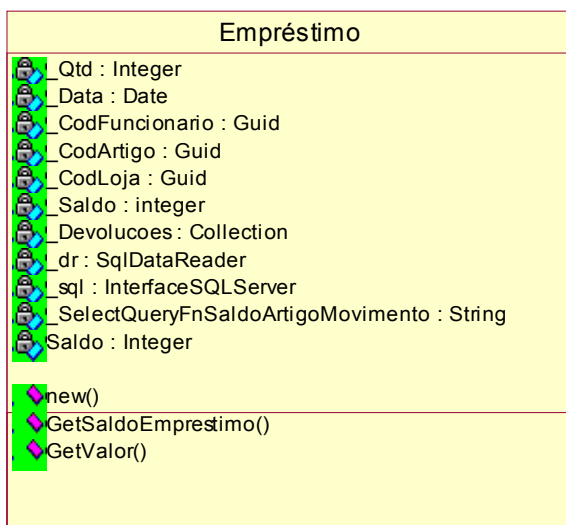 Empréstimo
_Qtd : Integer
_Data : Date
_CodFuncionario : Guid
_CodArtigo : Guid
_CodLoja : Guid
_Saldo : integer
_Devolucoes : Collection
_dr : SqlDataReader
_sql : InterfaceSQLServer
_SelectQueryFnSaldoArtigoMovimento : String
Saldo : Integer
new()
GetSaldoEmprestimo()
GetValor()